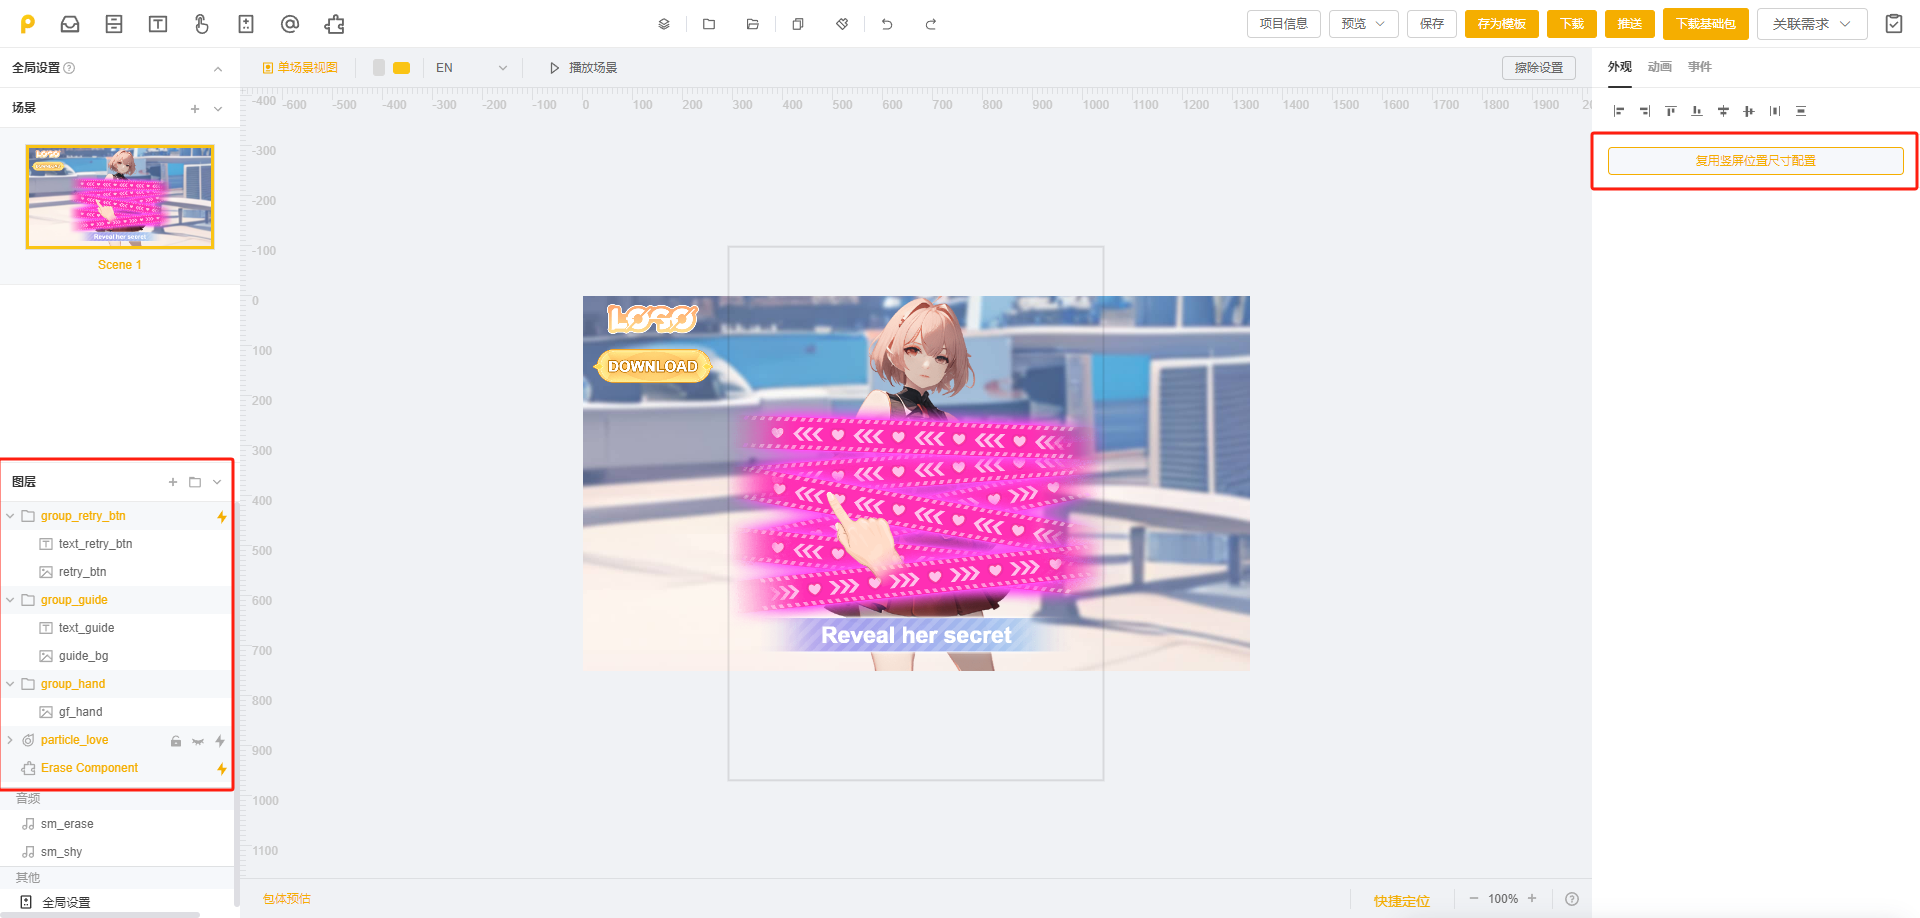 项目信息
预览
保存
存为模板
下载
推送
下载基础包
关联需求
全局设置
单场景视图
EN
播放场景
擦除设置
外观 动画 事件
场景
-600 -500 -400 -300 -200 -100 0 100 200 300 400 500 600 700 800 900 1000 1100 1200 1300 1400 1500 1600 1700 1800 1900
-400
-300
-200
-100
0
100
200
300
400
500
600
700
800
900
1000
1100
复用竖屏位置尺寸配置
Reveal her secret
Scene 1
LOGO
DOWNLOAD
Reveal her secret
图层
group_retry_btn
text_retry_btn
retry_btn
group_guide
text_guide
guide_bg
group_hand
gf_hand
particle_love
Erase Component
音频
sm_erase
sm_shy
其他
全局设置
包体预估
快捷定位
100%